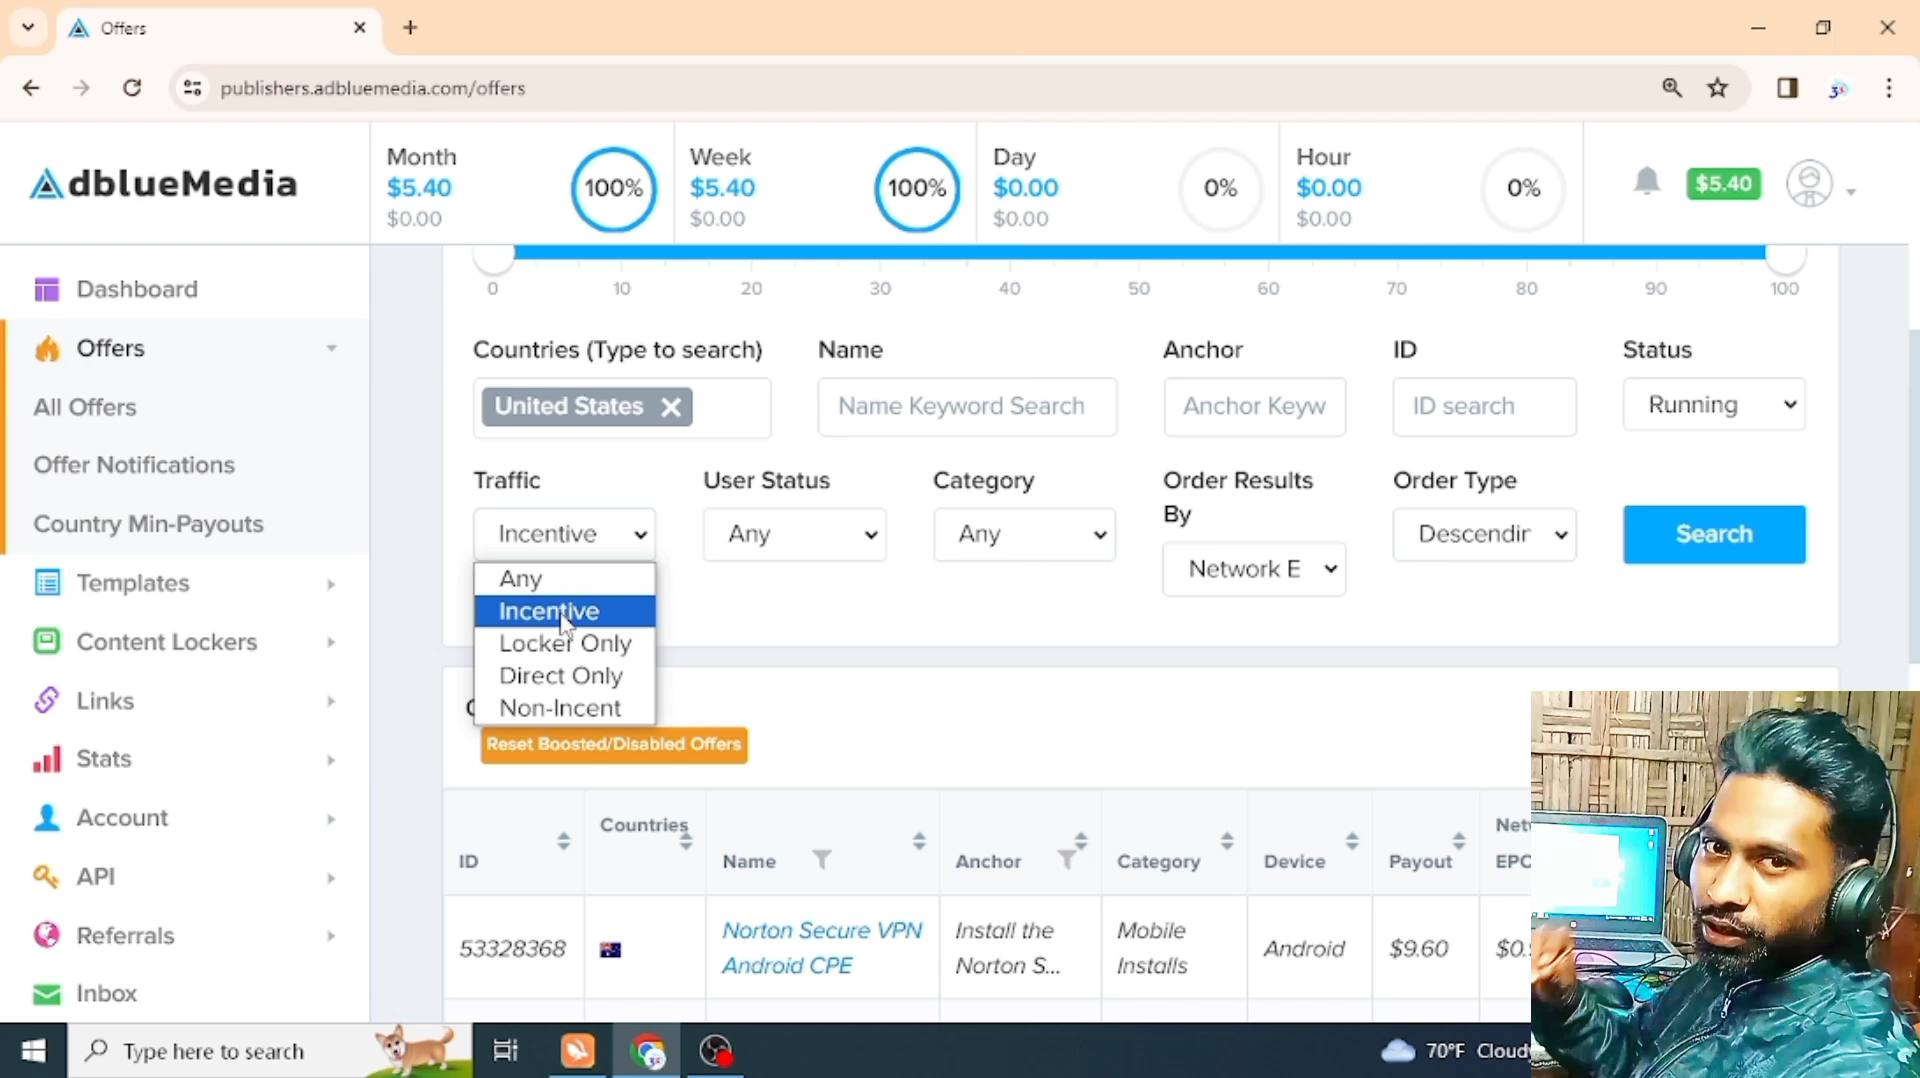 Offers
publishers.adbluemedia.com/offers
AdblueMedia
Month
$5.40
$0.00
100%
Week
$5.40
$0.00
100%
Day
$0.00
$0.00
0%
Hour
$0.00
$0.00
0%
$5.40
Dashboard
Offers
All Offers
Offer Notifications
Country Min-Payouts
Templates
Content Lockers
Links
Stats
Account
API
Referrals
Inbox
0 10 20 30 40 50 60 70 80 90 100
Countries (Type to search)
United States
Name
Name Keyword Search
Anchor
Anchor Keyw
ID
ID search
Status
Running
Traffic
Incentive
Any
Incentive
Locker Only
Direct Only
Non-Incent
User Status
Any
Category
Any
Order Results
By
Network E
Order Type
Descendin
Search
Reset Boosted/Disabled Offers
ID
Countries
Name
Anchor
Category
Device
Payout
Net
EPC
53328368
Norton Secure VPN
Android CPE
Install the
Norton S...
Mobile
Installs
Android
$9.60
$0.
Type here to search
70°F Cloudy